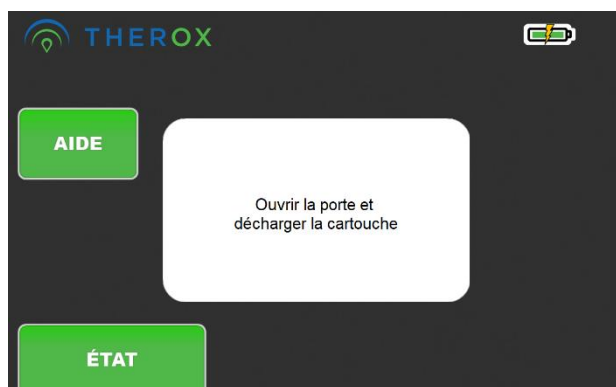 THEROX
AIDE
Ouvrir la porte et
décharger la cartouche
ÉTAT